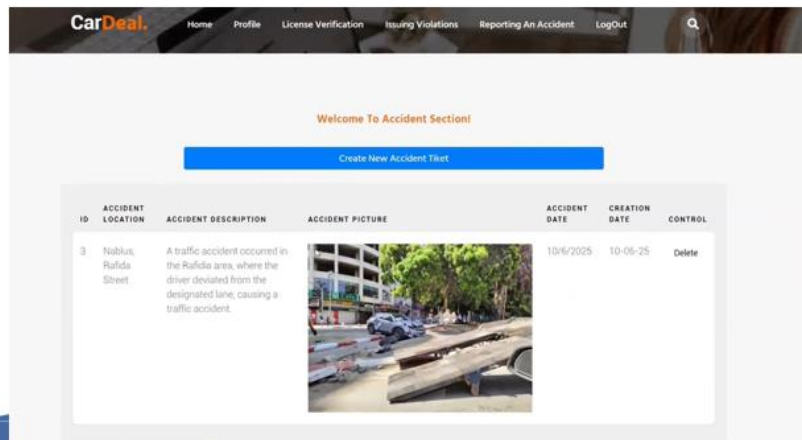 CarDeal.
Home Profile License Verification Issuing Violations Reporting An Accident LogOut
Welcome To Accident Section!
Create New Accident Tiket
ID ACCIDENT LOCATION ACCIDENT DESCRIPTION ACCIDENT PICTURE ACCIDENT DATE CREATION DATE CONTROL
3
Nablus,
Rafida
Street
A traffic accident occurred in
the Rafidia area, where the
driver deviated from the
designated lane, causing a
traffic accident.
10/6/2025
10-06-25
Delete